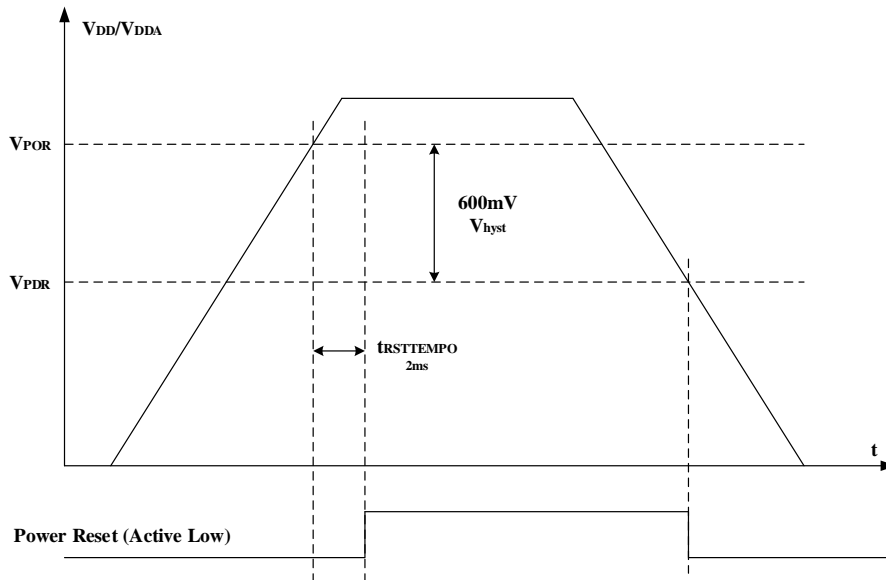 VDD/VDDA
VPOR
600mV
Vhyst
VPDR
tRSTTEMPO
2ms
t
Power Reset (Active Low)